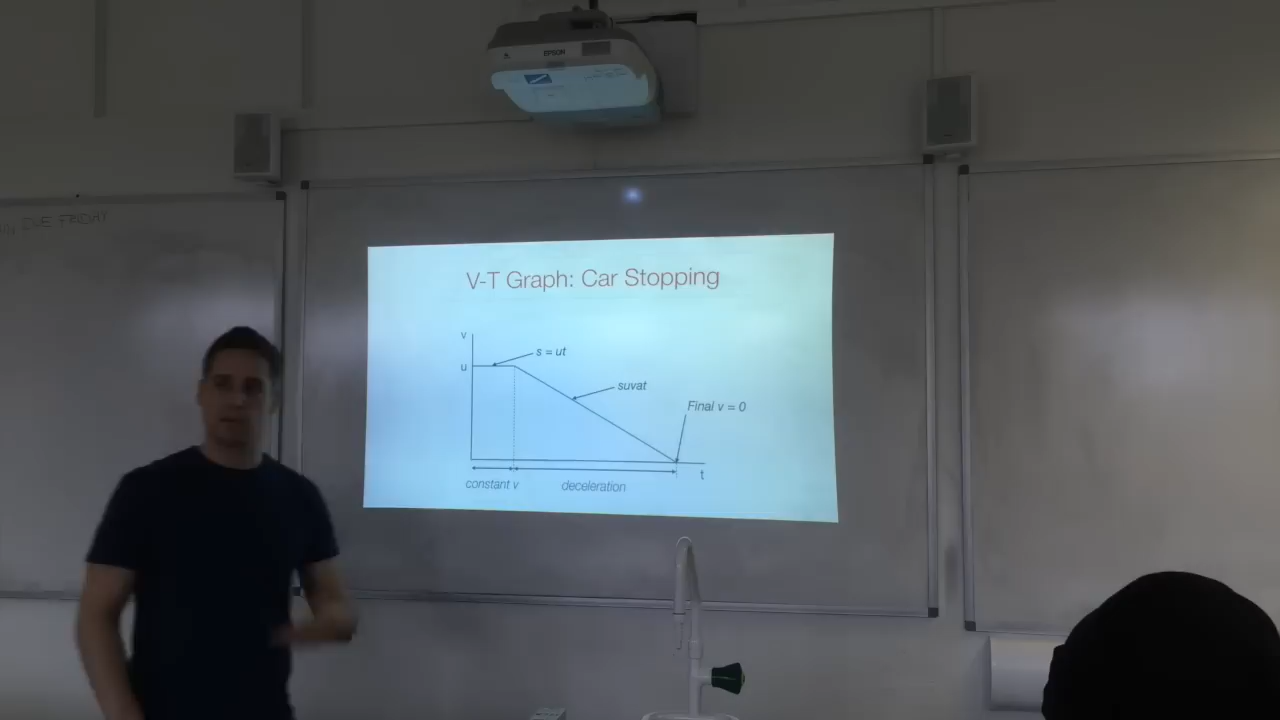 EPSON
DUE FRIDAY
V-T Graph: Car Stopping
v
s = ut
u
suvat
Final v = 0
t
constant v
deceleration